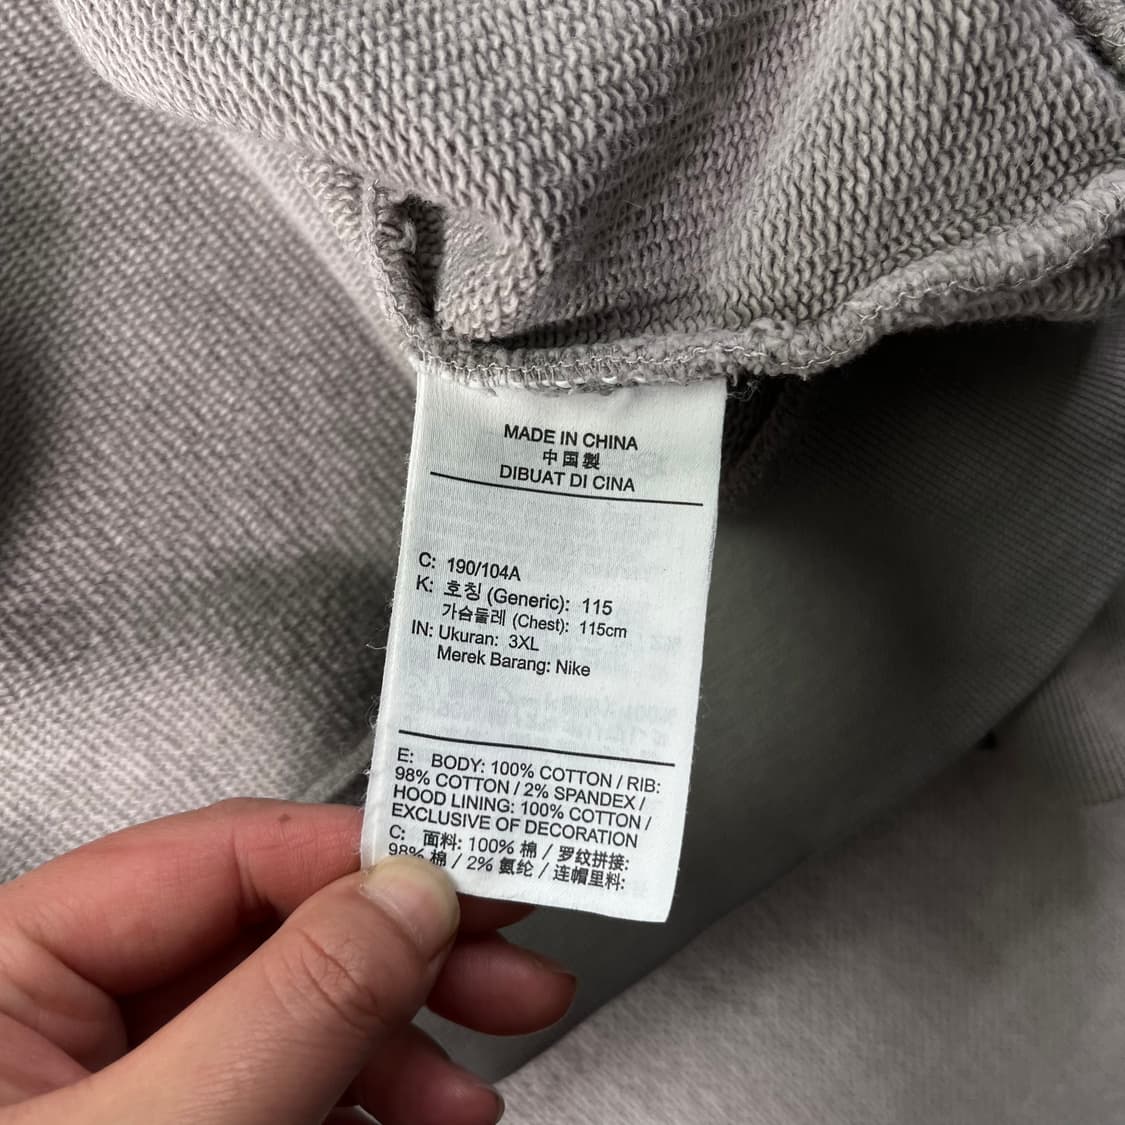 MADE IN CHINA
中国製
DIBUAT DI CINA
C: 190/104A
K: 호칭 (Generic): 115
가슴둘레 (Chest): 115cm
IN: Ukuran: 3XL
Merek Barang: Nike
E: BODY: 100% COTTON / RIB:
98% COTTON / 2% SPANDEX /
HOOD LINING: 100% COTTON /
EXCLUSIVE OF DECORATION
C: 面料: 100% 棉 / 罗纹拼接:
98% 棉 / 2% 氨纶 / 连帽里料: